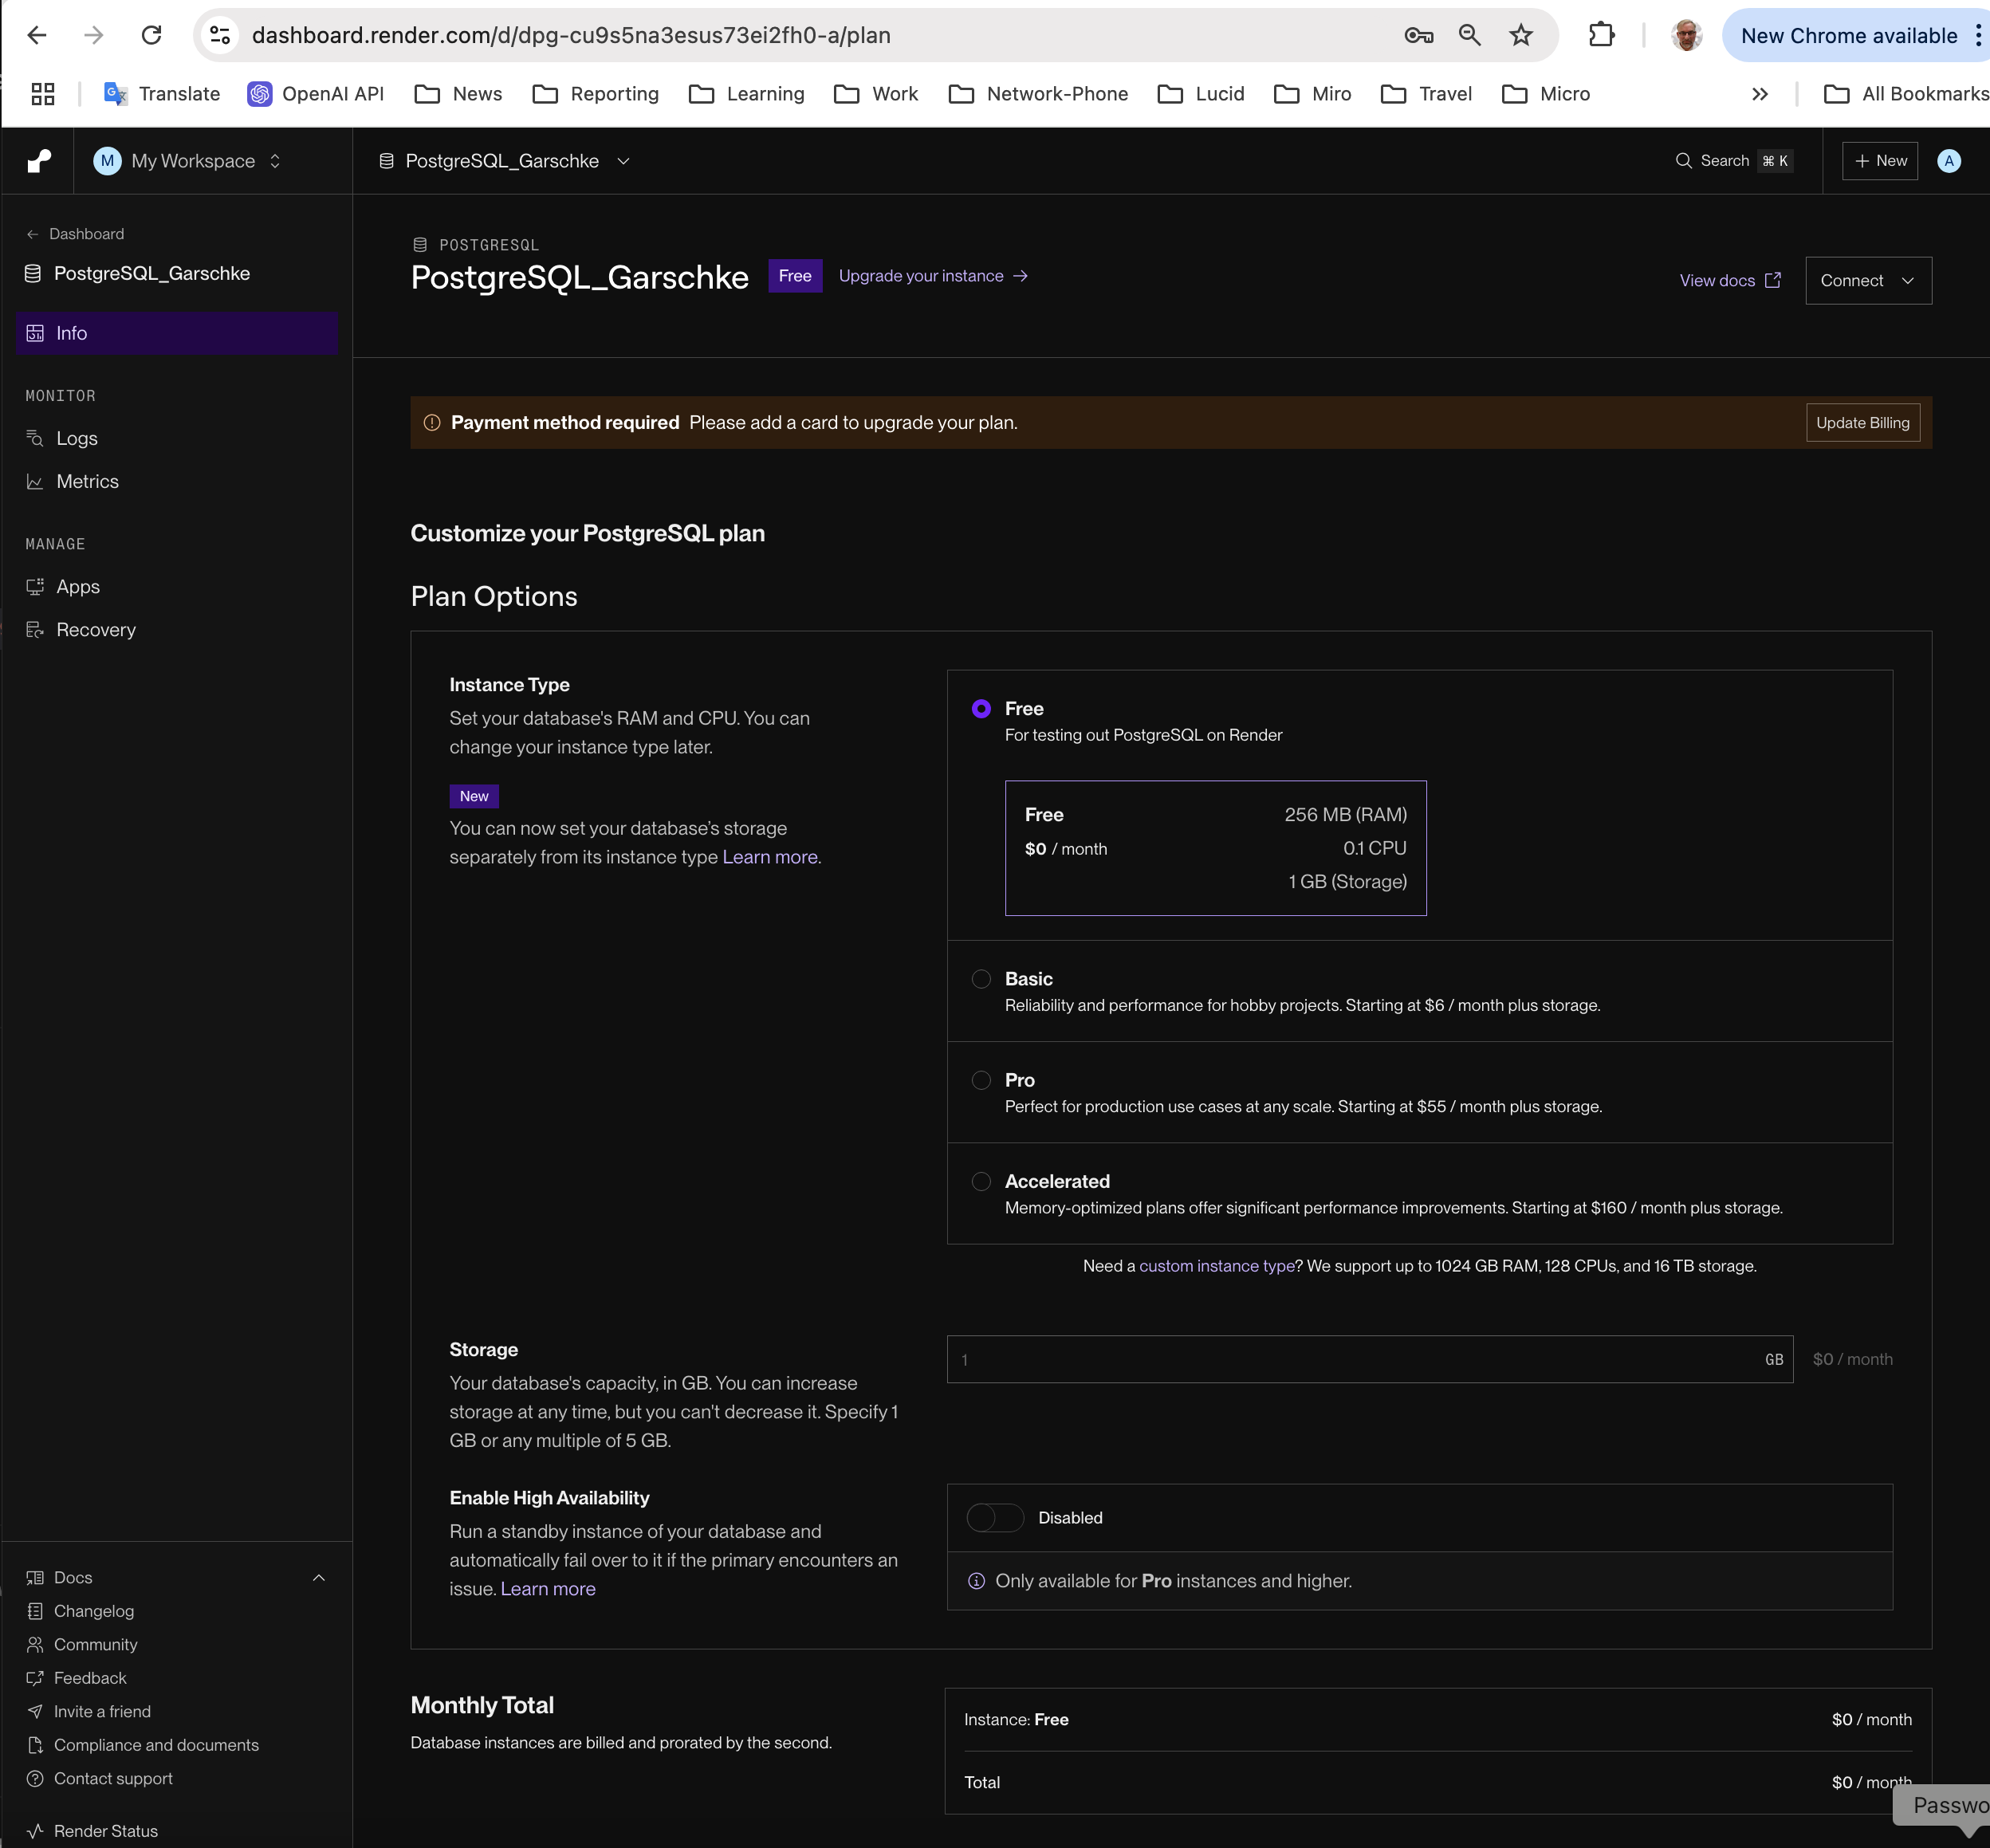 dashboard.render.com/d/dpg-cu9s5na3esus73ei2fh0-a/plan
New Chrome available
Translate
OpenAI API
News
Reporting
Learning
Work
Network-Phone
Lucid
Miro
Travel
Micro
All Bookmarks
M My Workspace
PostgreSQL_Garschke
Search ⌘ K
+ New
A
← Dashboard
PostgreSQL_Garschke
Info
MONITOR
Logs
Metrics
MANAGE
Apps
Recovery
Docs
Changelog
Community
Feedback
Invite a friend
Compliance and documents
Contact support
Render Status
POSTGRESQL
PostgreSQL_Garschke Free Upgrade your instance →
View docs
Connect
Payment method required Please add a card to upgrade your plan.
Update Billing
Customize your PostgreSQL plan
Plan Options
Instance Type
Set your database's RAM and CPU. You can
change your instance type later.
New
You can now set your database’s storage
separately from its instance type Learn more.
Free
For testing out PostgreSQL on Render
Free 256 MB (RAM)
$0 / month 0.1 CPU
1 GB (Storage)
Basic
Reliability and performance for hobby projects. Starting at $6 / month plus storage.
Pro
Perfect for production use cases at any scale. Starting at $55 / month plus storage.
Accelerated
Memory-optimized plans offer significant performance improvements. Starting at $160 / month plus storage.
Need a custom instance type? We support up to 1024 GB RAM, 128 CPUs, and 16 TB storage.
Storage
Your database's capacity, in GB. You can increase
storage at any time, but you can't decrease it. Specify 1
GB or any multiple of 5 GB.
1 GB $0 / month
Enable High Availability
Run a standby instance of your database and
automatically fail over to it if the primary encounters an
issue. Learn more
Disabled
Only available for Pro instances and higher.
Monthly Total
Database instances are billed and prorated by the second.
Instance: Free $0 / month
Total $0 / month
Passwo